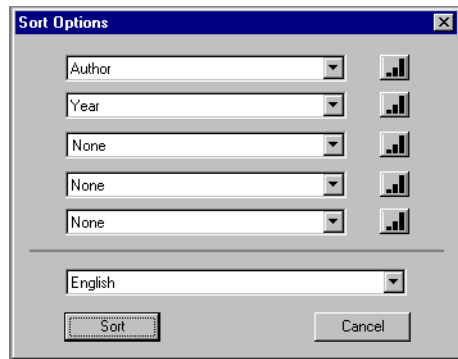 Sort Options
Author
Year
None
None
None
English
Sort
Cancel